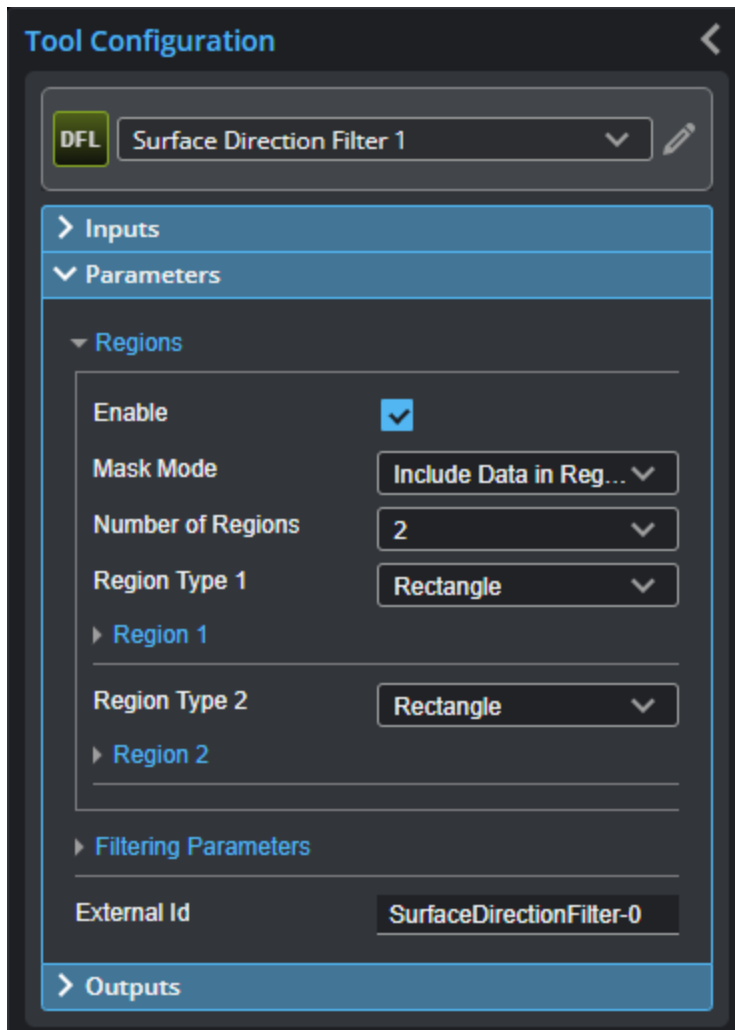 Tool Configuration
DFL Surface Direction Filter 1
Inputs
Parameters
Regions
Enable
Mask Mode Include Data in Reg...
Number of Regions 2
Region Type 1 Rectangle
Region 1
Region Type 2 Rectangle
Region 2
Filtering Parameters
External Id SurfaceDirectionFilter-0
Outputs